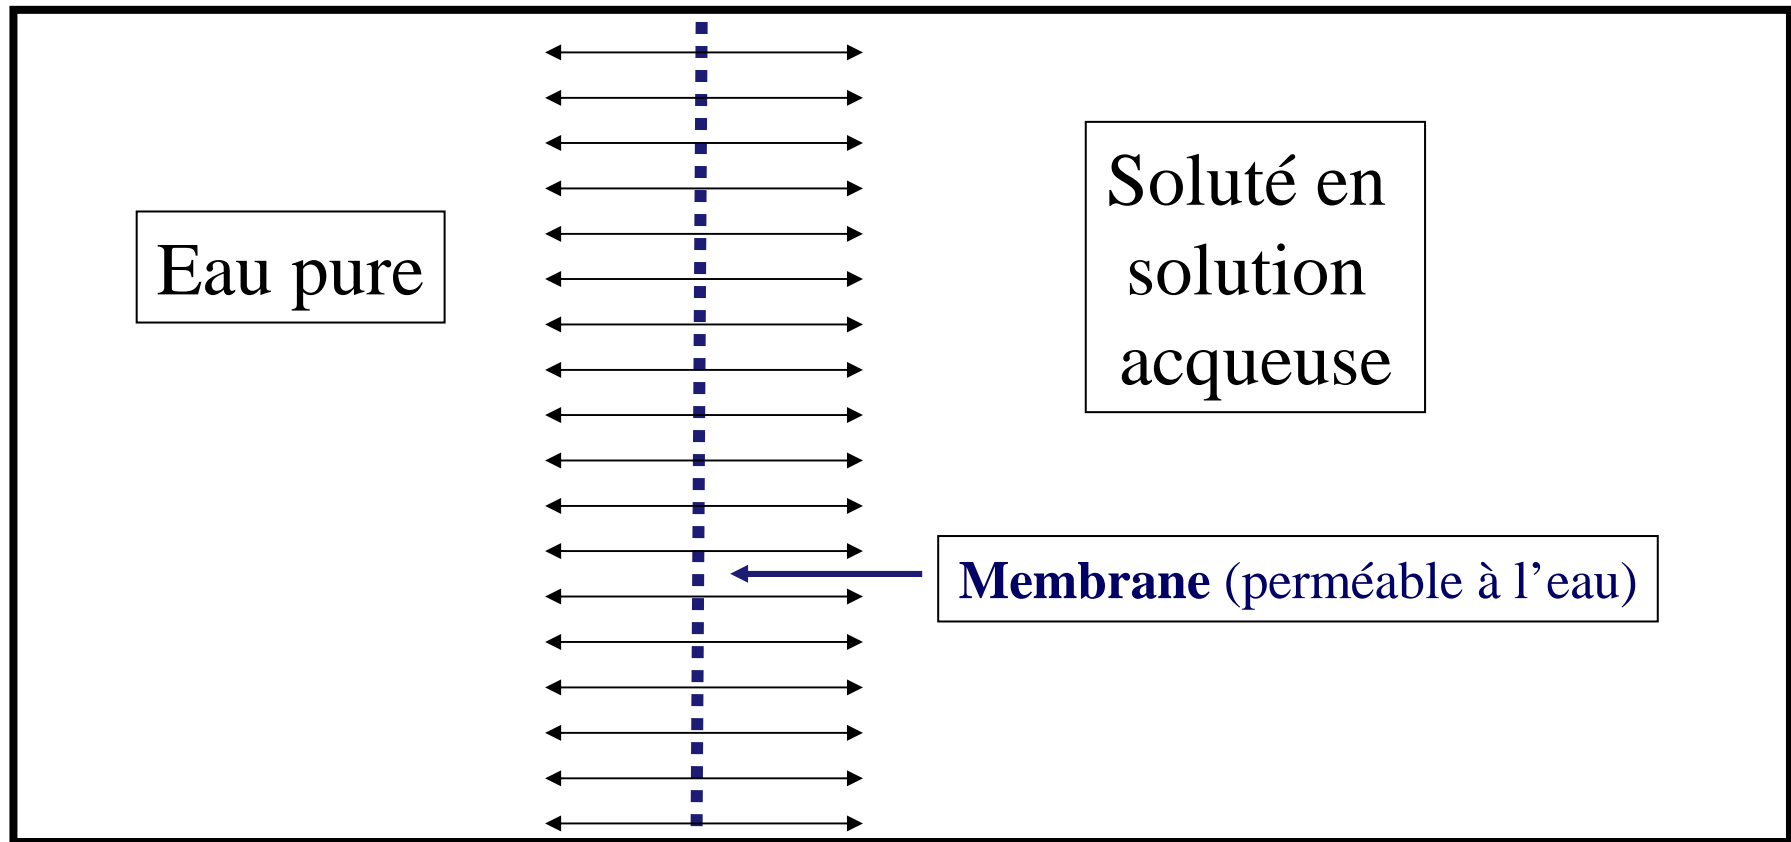 Eau pure
Soluté en
solution
acqueuse
Membrane (perméable à l’eau)